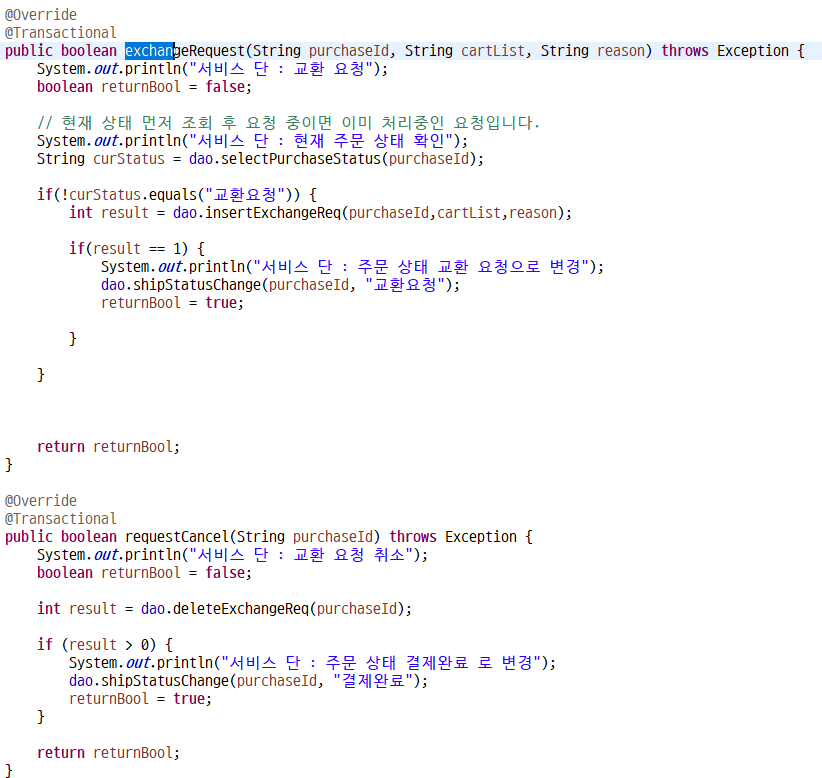 @Override
@Transactional
public boolean exchangeRequest(String purchaseId, String cartList, String reason) throws Exception {
    System.out.println("서비스 단 : 교환 요청");
    boolean returnBool = false;
    // 현재 상태 먼저 조회 후 요청 중이면 이미 처리중인 요청입니다.
    System.out.println("서비스 단 : 현재 주문 상태 확인");
    String curStatus = dao.selectPurchaseStatus(purchaseId);
    if(!curStatus.equals("교환요청")) {
        int result = dao.insertExchangeReq(purchaseId,cartList,reason);
        if(result == 1) {
            System.out.println("서비스 단 : 주문 상태 교환 요청으로 변경");
            dao.shipStatusChange(purchaseId, "교환요청");
            returnBool = true;
        }
    }
    return returnBool;
}
@Override
@Transactional
public boolean requestCancel(String purchaseId) throws Exception {
    System.out.println("서비스 단 : 교환 요청 취소");
    boolean returnBool = false;
    int result = dao.deleteExchangeReq(purchaseId);
    if (result > 0) {
        System.out.println("서비스 단 : 주문 상태 결제완료 로 변경");
        dao.shipStatusChange(purchaseId, "결제완료");
        returnBool = true;
    }
    return returnBool;
}